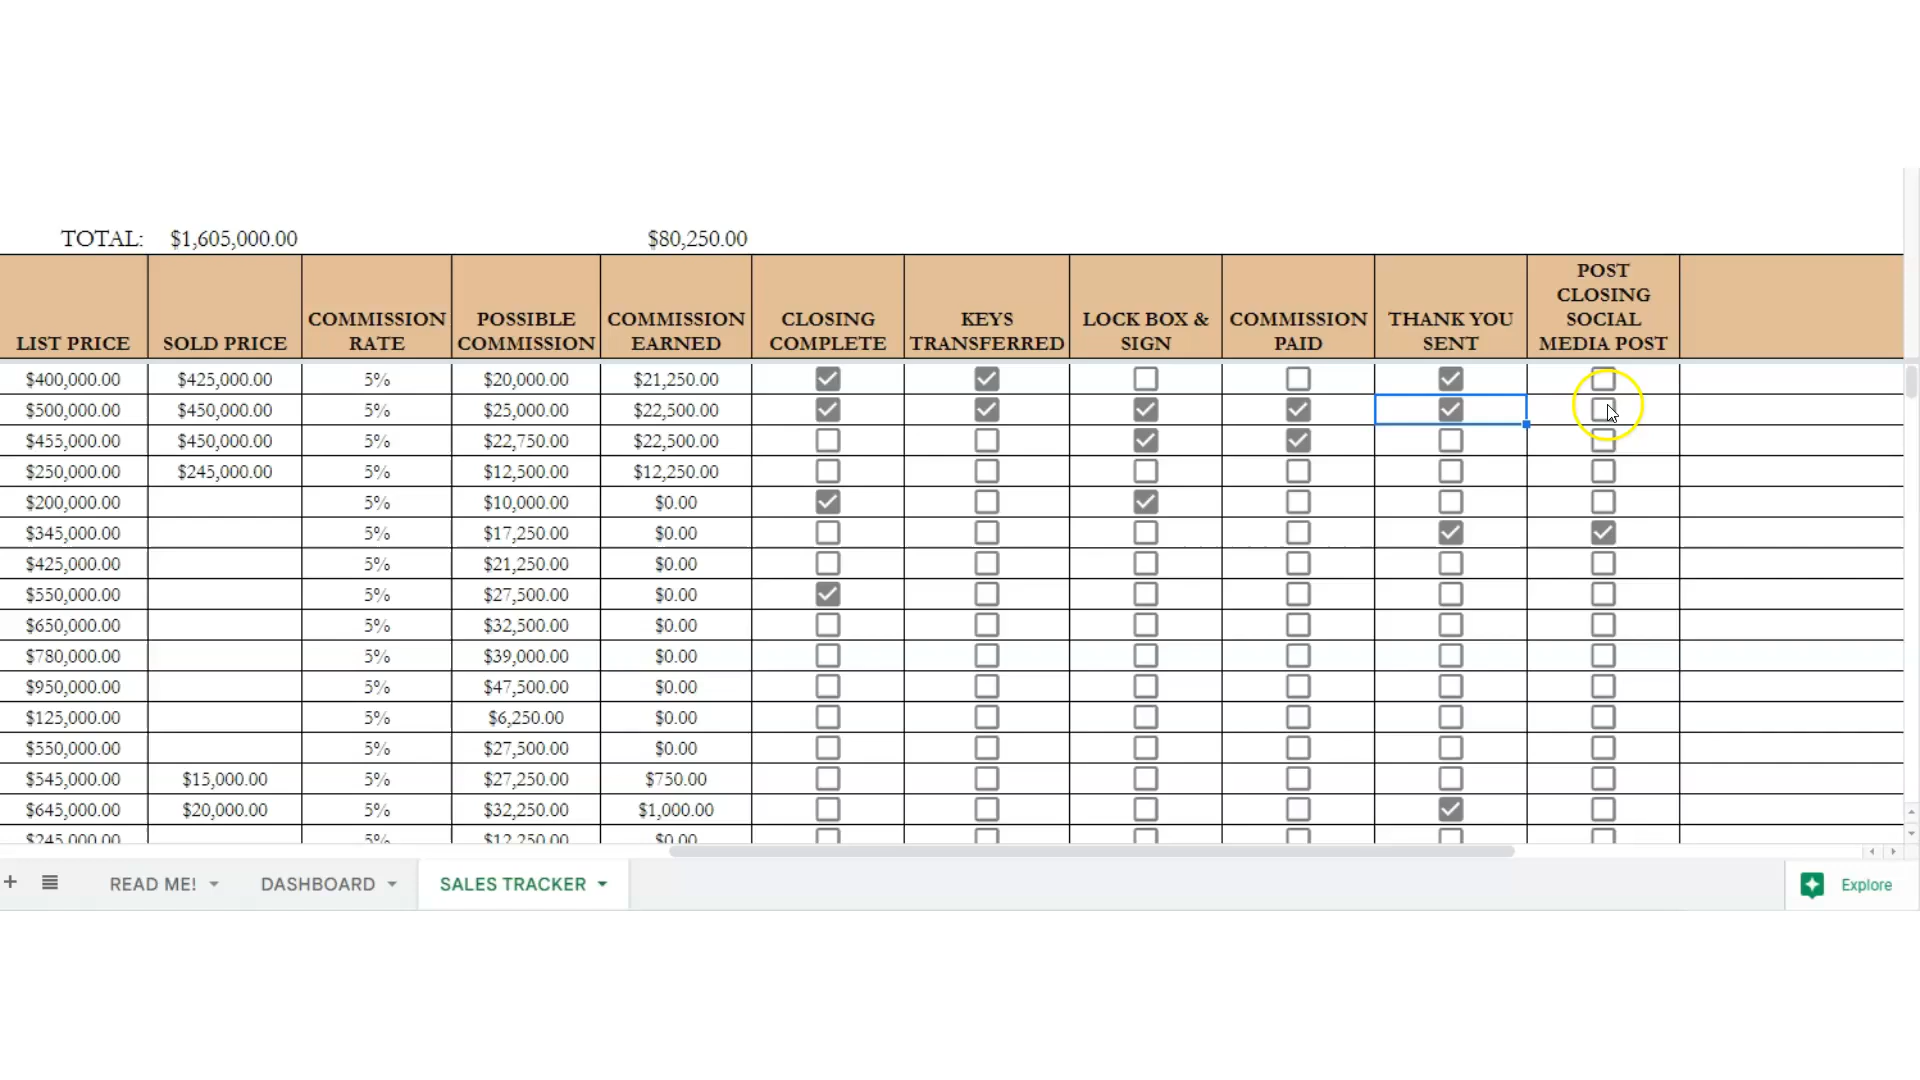 TOTAL: $1,605,000.00 $80,250.00
LIST PRICE SOLD PRICE COMMISSION RATE POSSIBLE COMMISSION COMMISSION EARNED CLOSING COMPLETE KEYS TRANSFERRED LOCK BOX & SIGN COMMISSION PAID THANK YOU SENT POST CLOSING SOCIAL MEDIA POST
$400,000.00 $425,000.00 5% $20,000.00 $21,250.00
$500,000.00 $450,000.00 5% $25,000.00 $22,500.00
$455,000.00 $450,000.00 5% $22,750.00 $22,500.00
$250,000.00 $245,000.00 5% $12,500.00 $12,250.00
$200,000.00 5% $10,000.00 $0.00
$345,000.00 5% $17,250.00 $0.00
$425,000.00 5% $21,250.00 $0.00
$550,000.00 5% $27,500.00 $0.00
$650,000.00 5% $32,500.00 $0.00
$780,000.00 5% $39,000.00 $0.00
$950,000.00 5% $47,500.00 $0.00
$125,000.00 5% $6,250.00 $0.00
$550,000.00 5% $27,500.00 $0.00
$545,000.00 $15,000.00 5% $27,250.00 $750.00
$645,000.00 $20,000.00 5% $32,250.00 $1,000.00
$245,000.00 5% $12,250.00 $0.00
READ ME! DASHBOARD SALES TRACKER Explore